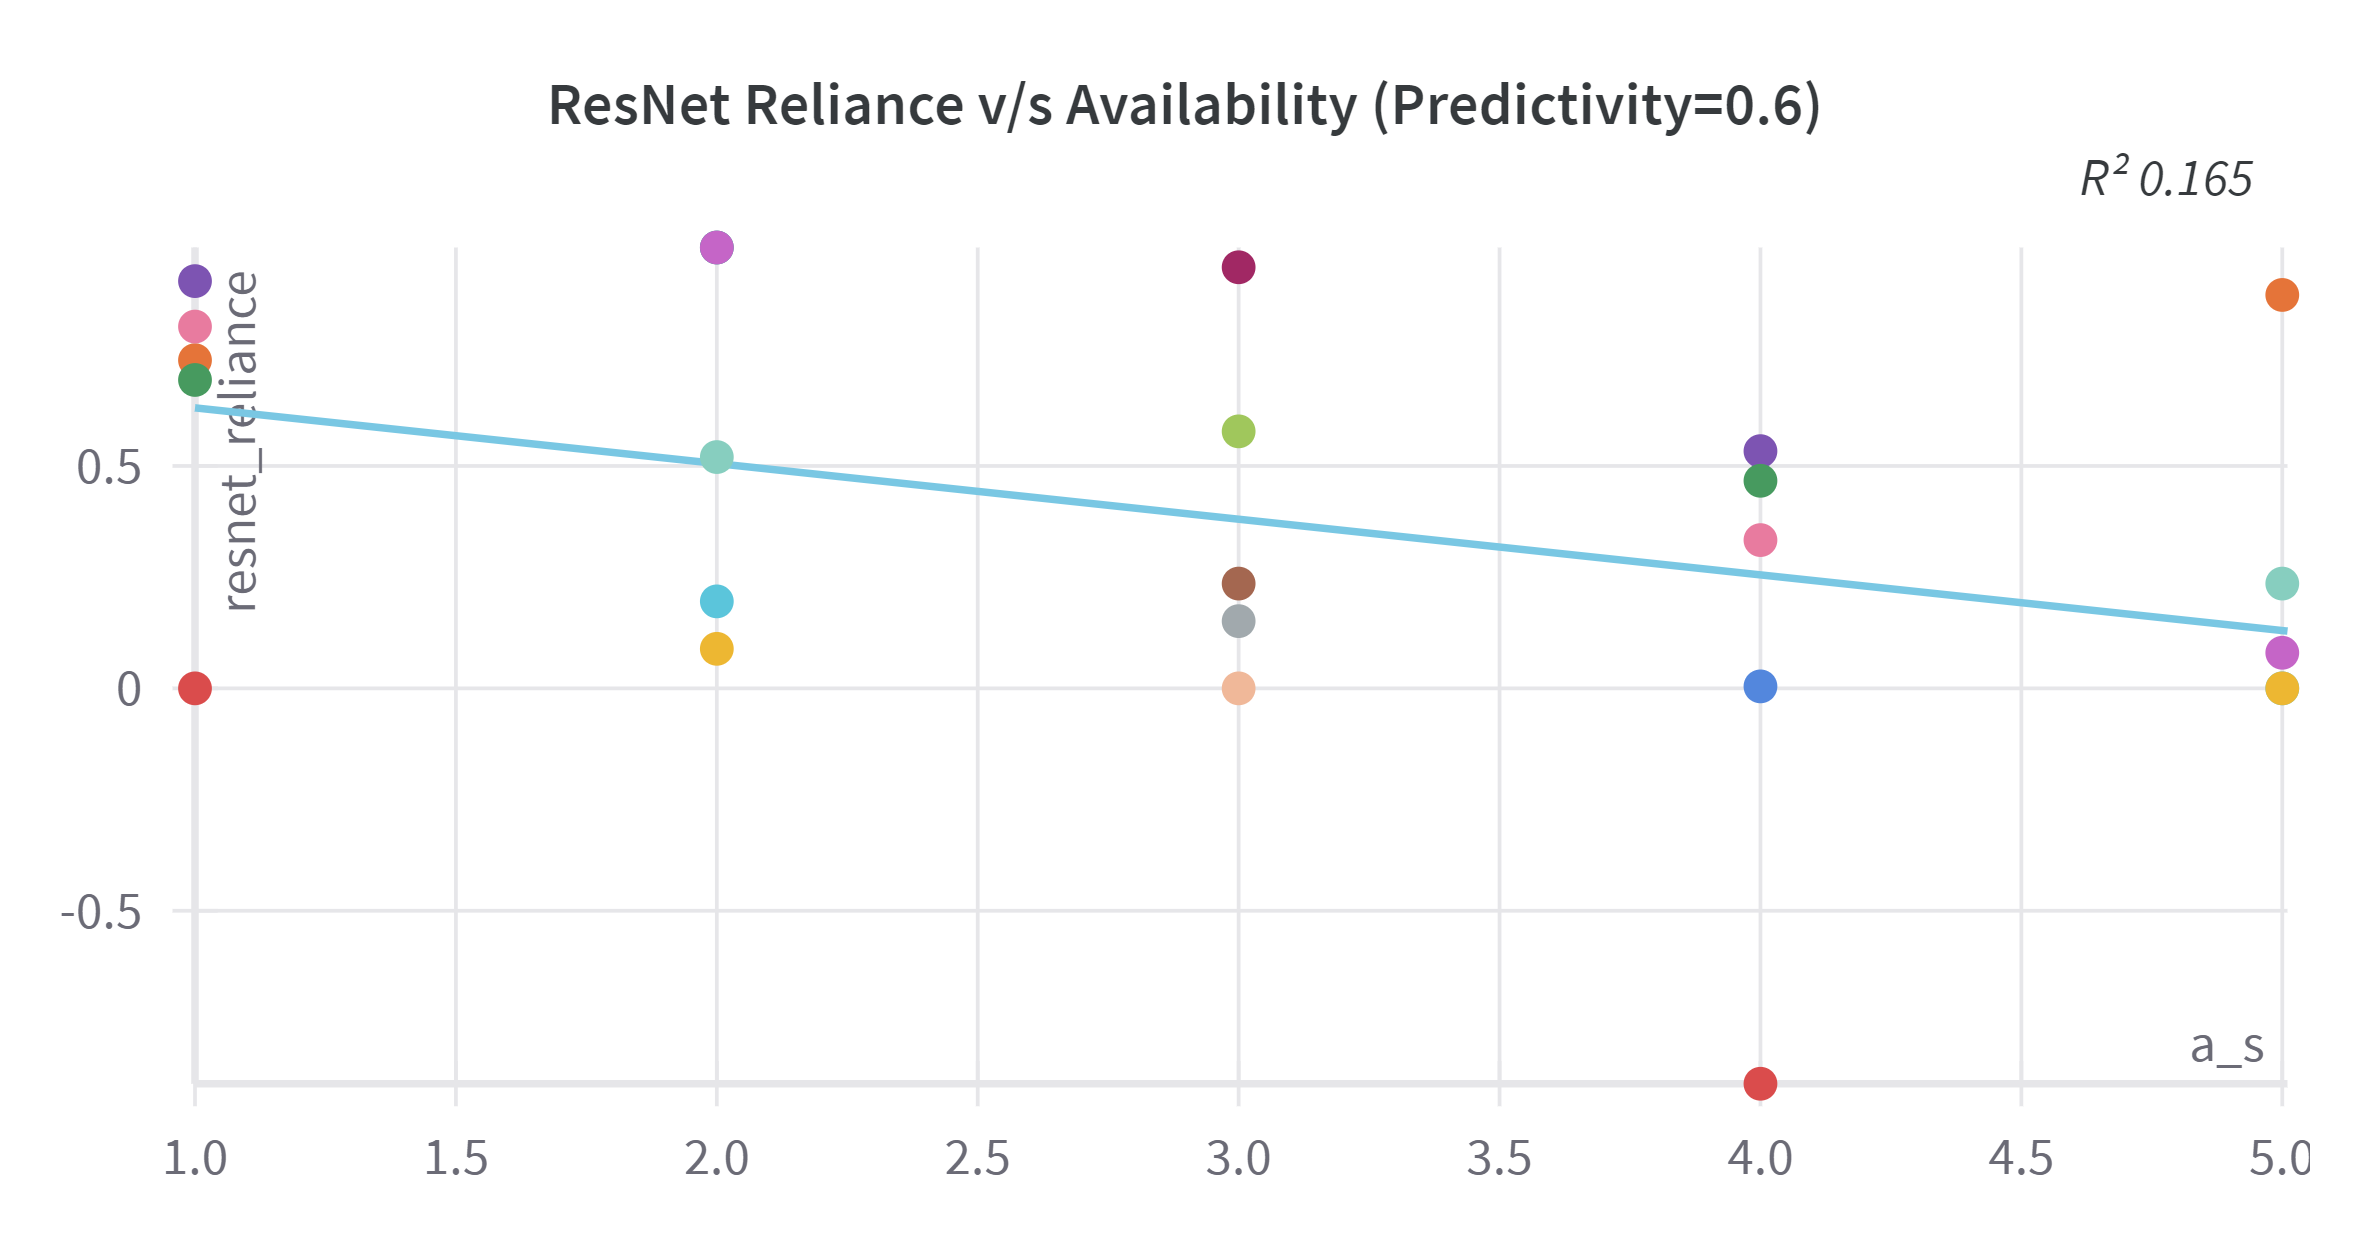 ResNet Reliance v/s Availability (Predictivity=0.6)
R² 0.165
resnet_reliance
0.5
0
-0.5
a_s
1.0 1.5 2.0 2.5 3.0 3.5 4.0 4.5 5.0